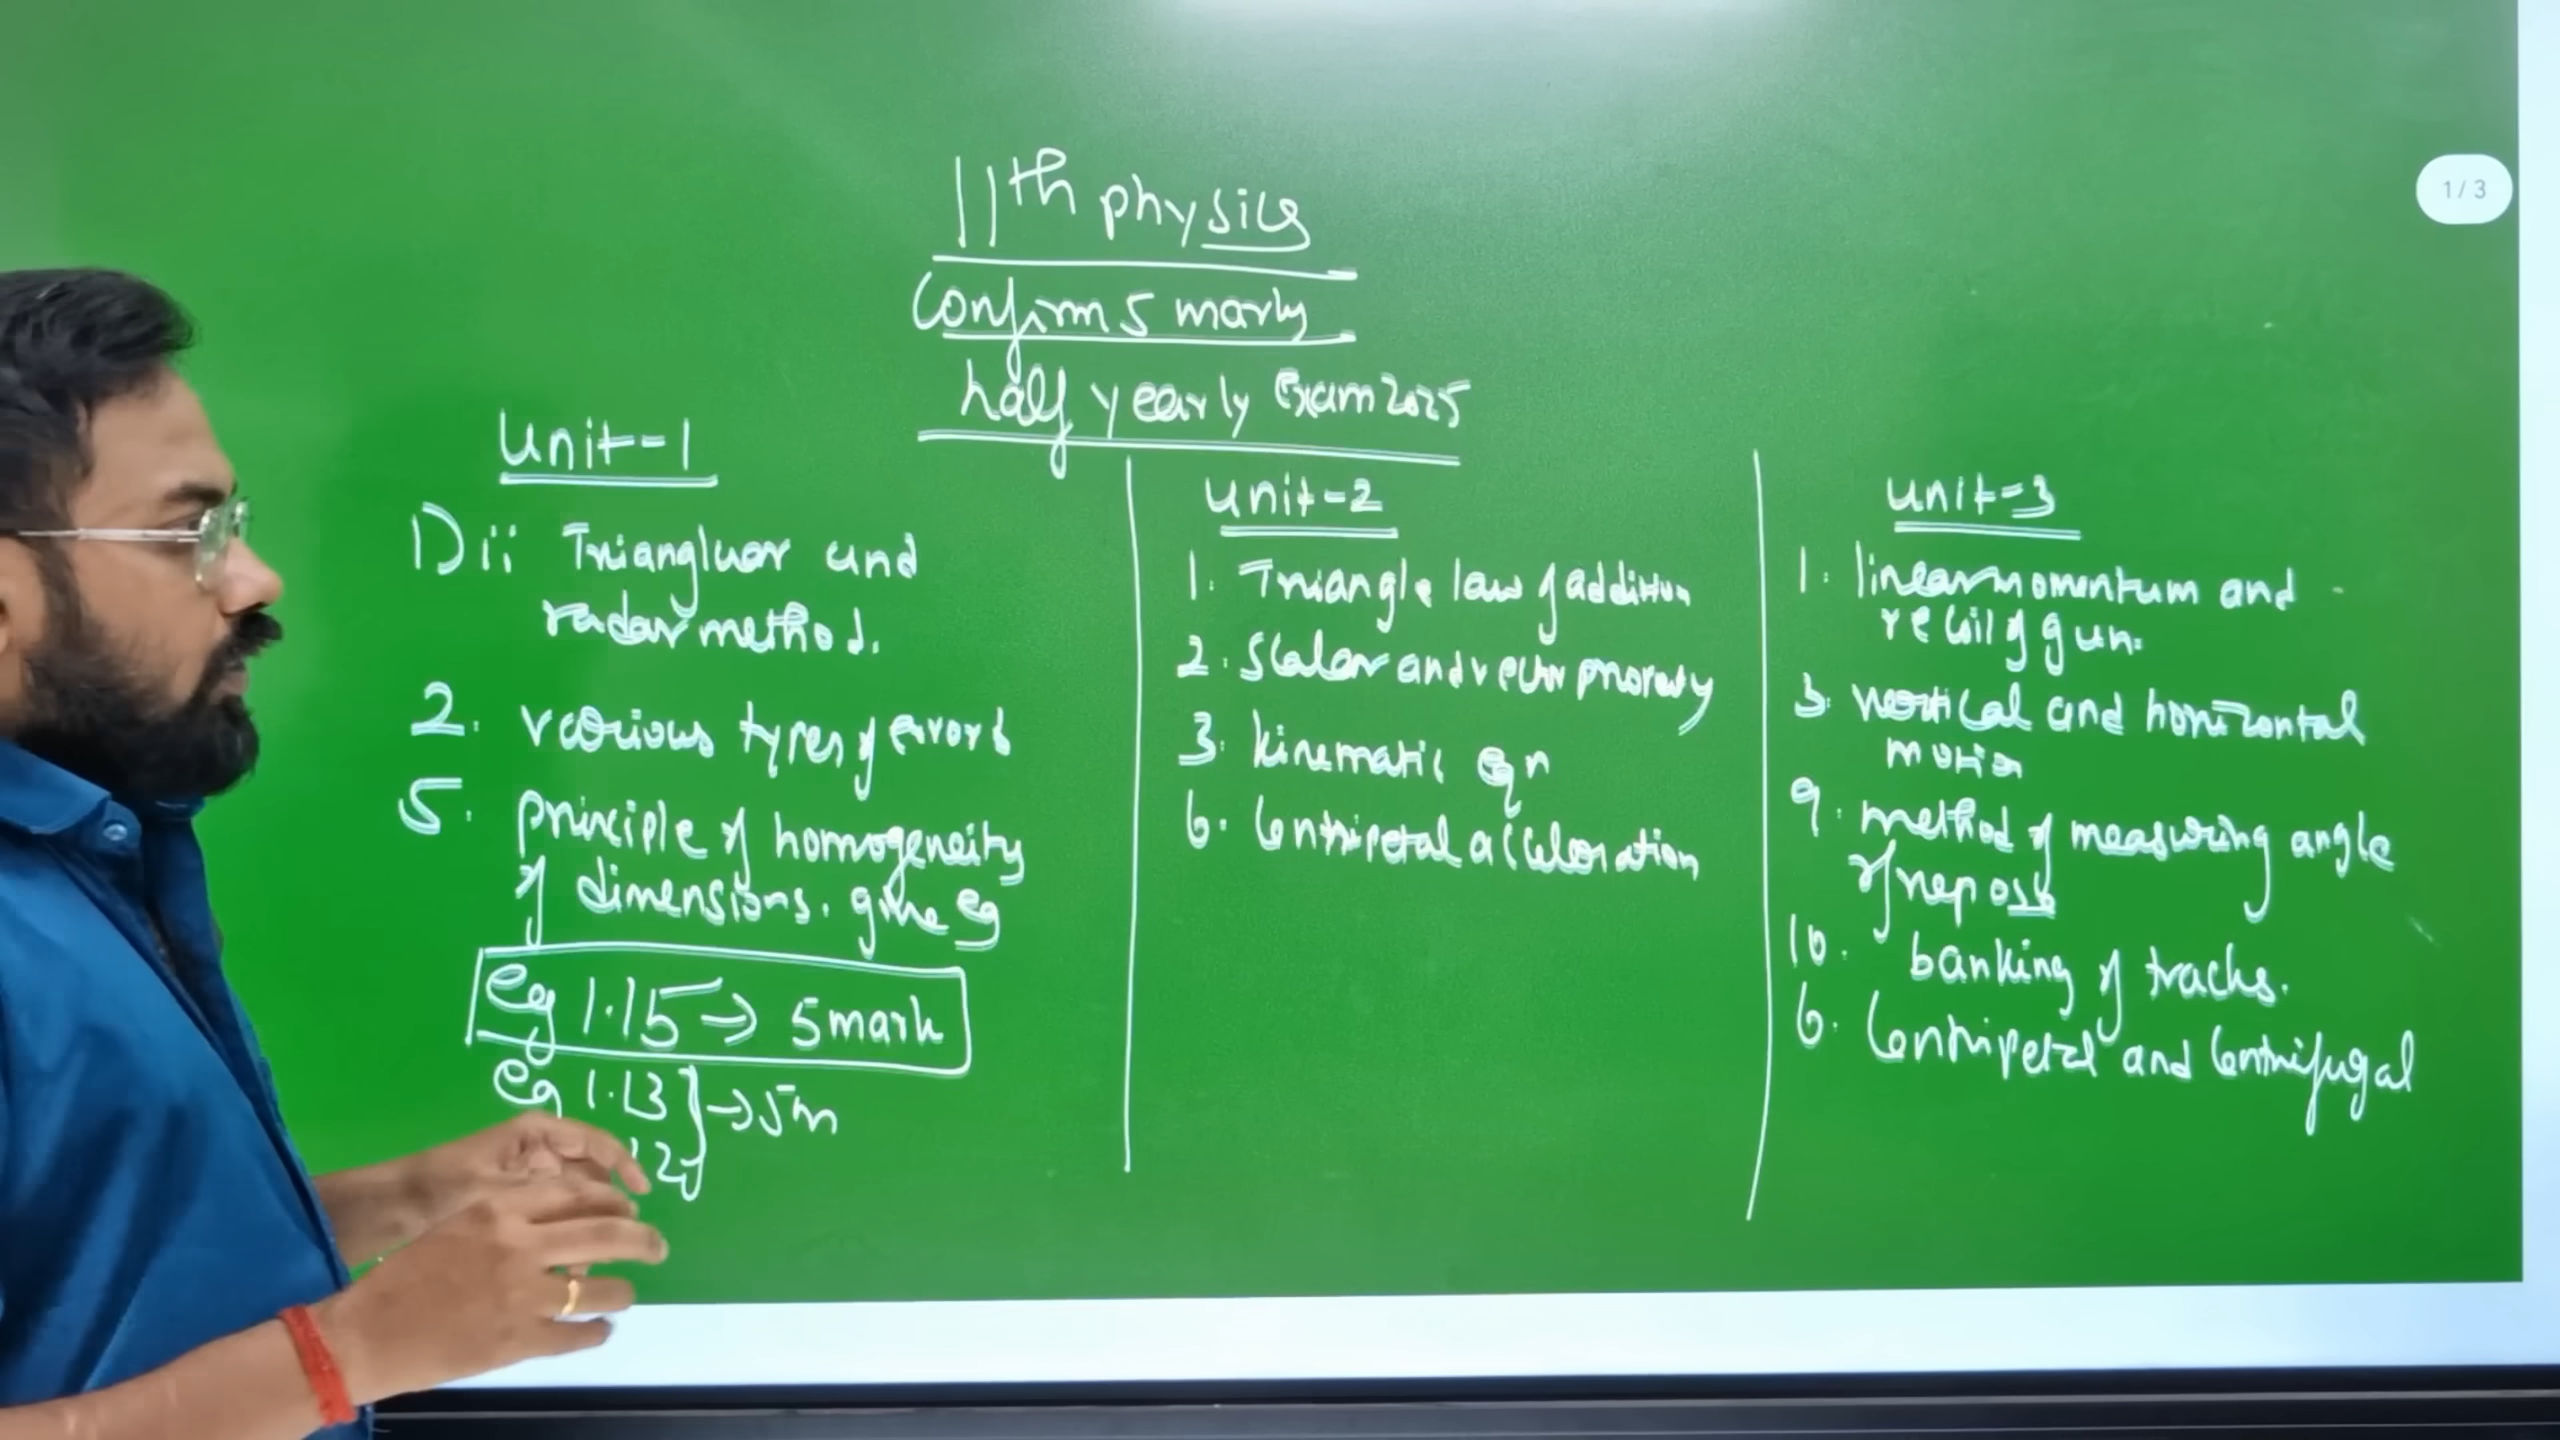 11th physics
Confirm 5 marks
half yearly Exam 2025
1/3
Unit-1
1) ii Triangluar and
radar method.
2. various types of errors
5. principle of homogeneity
of dimensions. give eg
eg 1.15 → 5 mark
eg 1.13 } → 5m
12
unit-2
1. Triangle law of addition
2. Scalar and vector
3. kinematic eqn
6. Centripetal acceleration
unit-3
1. linear momentum and
recoil of gun.
3. vertical and horizontal
motion
9. method of measuring angle
of repose
10. banking of tracks.
6. Centripetal and Centrifugal